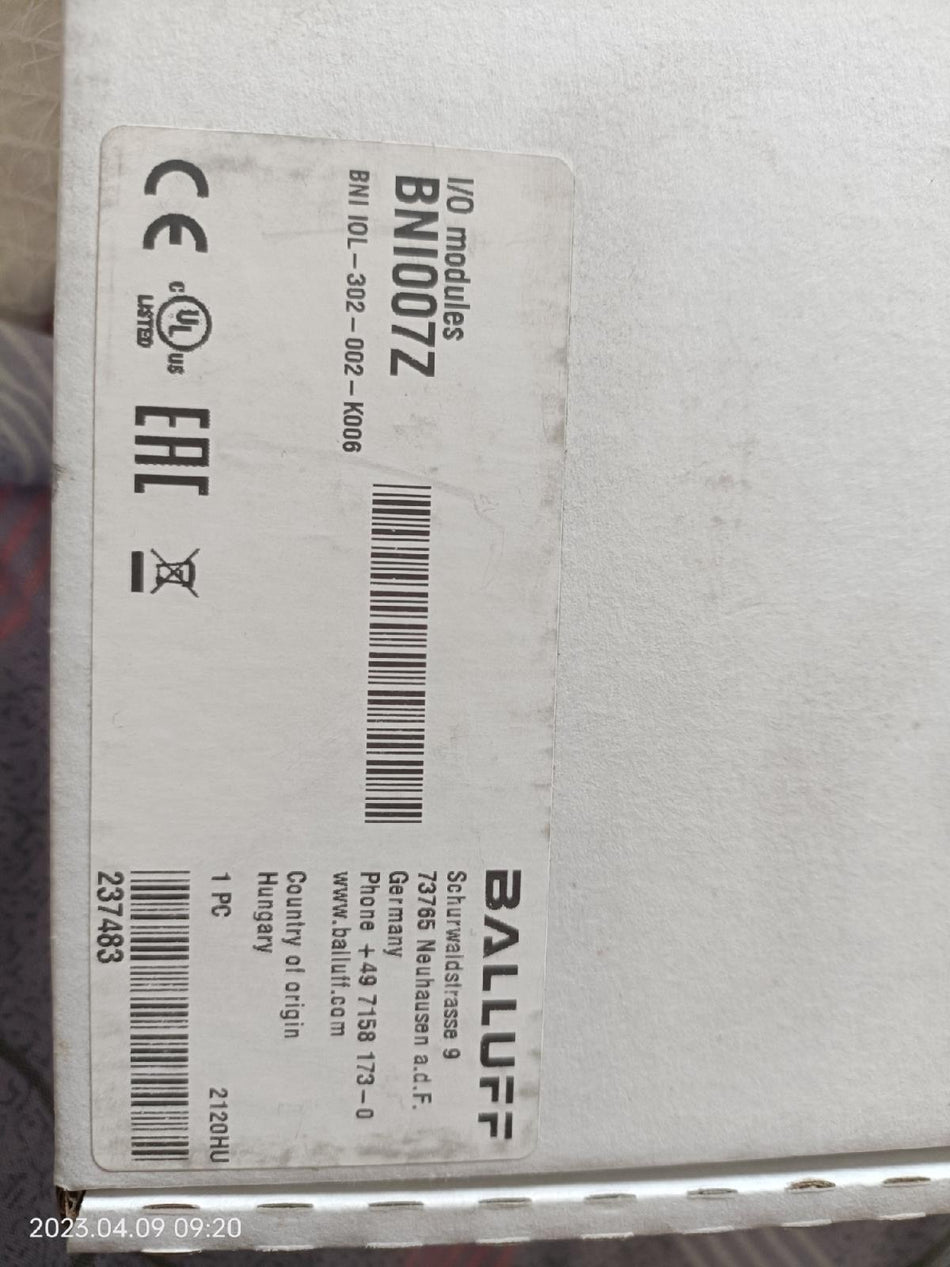 I/O modules
BNI007Z
BNI IOL-302-002-K006
CE
C UL US
LISTED
EAC
BALLUFF
Schurwaldstrasse 9
73765 Neuhausen a.d.F.
Germany
Phone +49 7158 173-0
www.balluff.com
Country of origin
Hungary
1 PC 2120HU
237483
2023.04.09 09:20